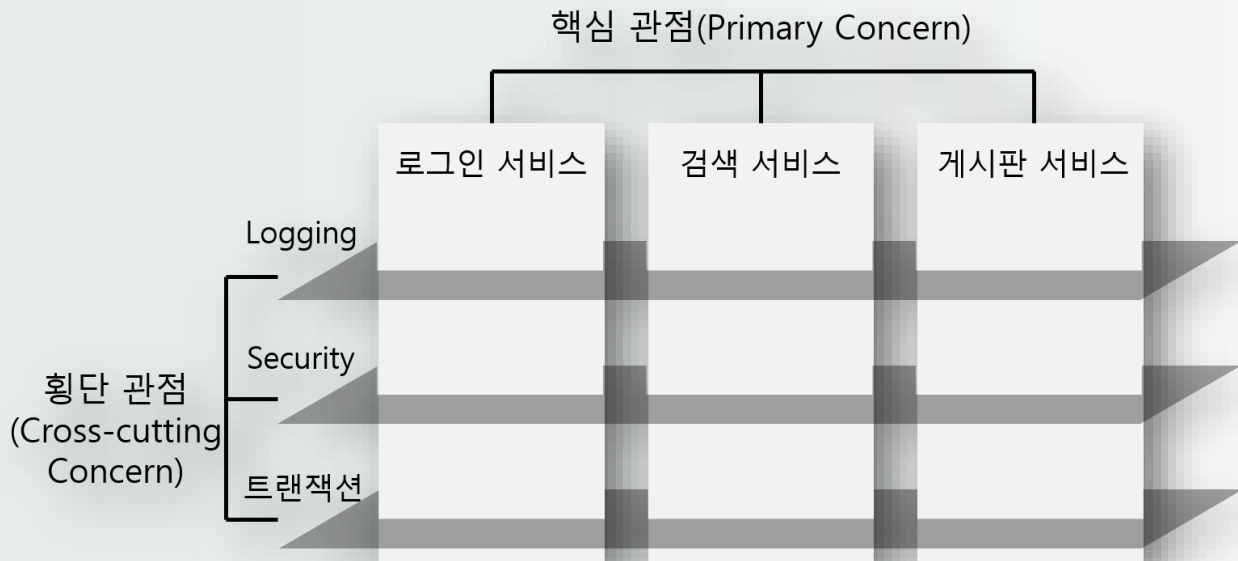 핵심 관점(Primary Concern)
로그인 서비스
검색 서비스
게시판 서비스
Logging
Security
횡단 관점
(Cross-cutting
Concern)
트랜잭션